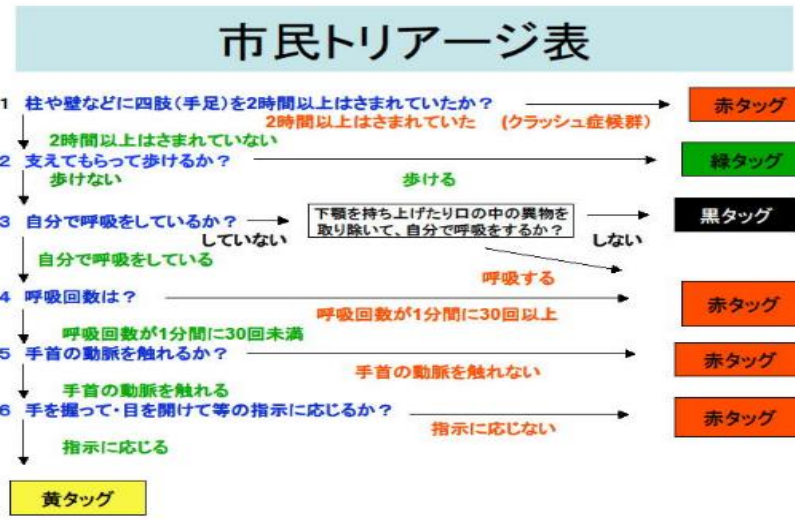 市民トリアージ表
1 柱や壁などに四肢(手足)を2時間以上はさまれていたか?
赤タッグ
2時間以上はさまれていた (クラッシュ症候群)
2時間以上はさまれていない
2 支えてもらって歩けるか?
緑タッグ
歩けない
歩ける
3 自分で呼吸をしているか?
していない
下顎を持ち上げたり口の中の異物を
取り除いて、自分で呼吸をするか?
しない
黒タッグ
自分で呼吸をしている
呼吸する
4 呼吸回数は?
呼吸回数が1分間に30回以上
赤タッグ
呼吸回数が1分間に30回未満
5 手首の動脈を触れるか?
手首の動脈を触れない
赤タッグ
手首の動脈を触れる
6 手を握って・目を開けて等の指示に応じるか?
指示に応じない
赤タッグ
指示に応じる
黄タッグ